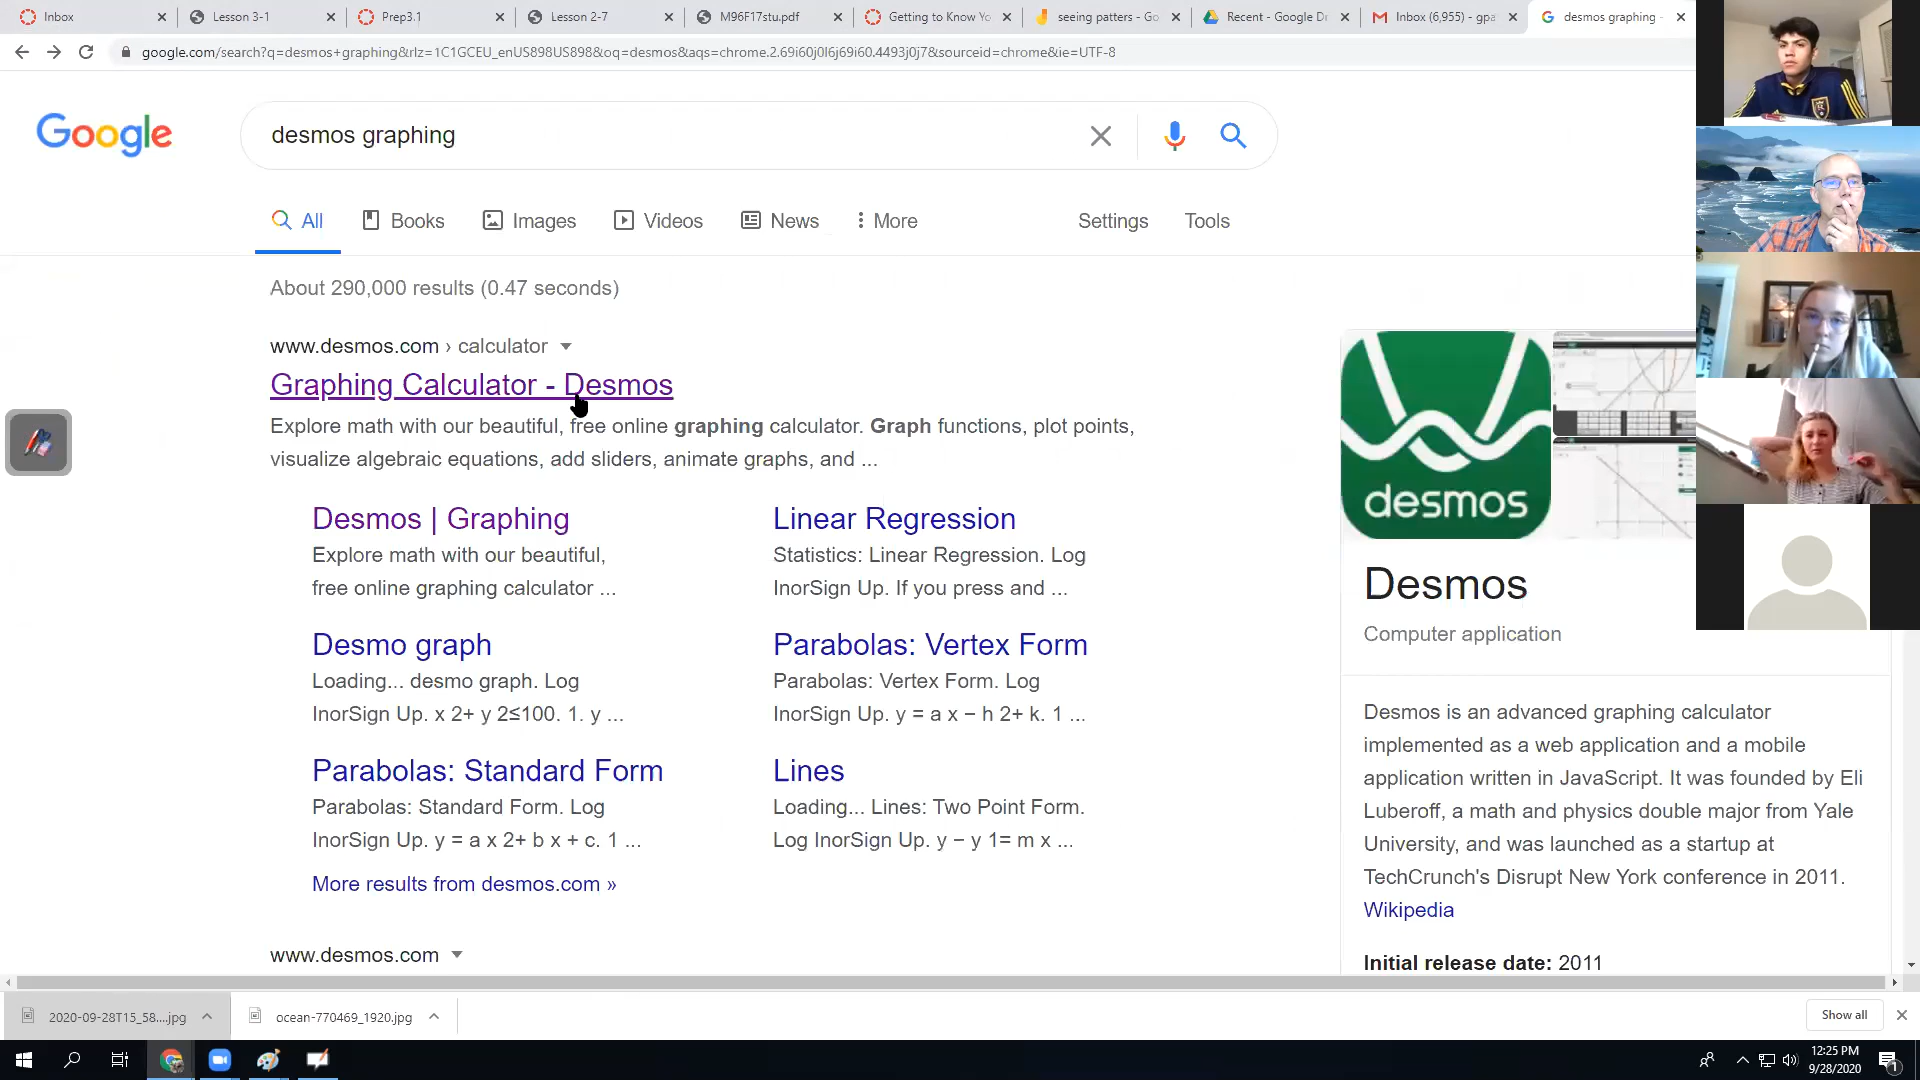 Inbox
Lesson 3-1
Prep3.1
Lesson 2-7
M96F17stu.pdf
Getting to Know Yo
seeing patters - Go
Recent - Google Dr
Inbox (6,955) - gpa
desmos graphing -
google.com/search?q=desmos+graphing&rlz=1C1GCEU_enUS898US898&oq=desmos&aqs=chrome.2.69i60j0l6j69i60.4493j0j7&sourceid=chrome&ie=UTF-8
Google
desmos graphing
All
Books
Images
Videos
News
More
Settings
Tools
About 290,000 results (0.47 seconds)
www.desmos.com › calculator
Graphing Calculator - Desmos
Explore math with our beautiful, free online graphing calculator. Graph functions, plot points,
visualize algebraic equations, add sliders, animate graphs, and ...
Desmos | Graphing
Explore math with our beautiful,
free online graphing calculator ...
Linear Regression
Statistics: Linear Regression. Log
InorSign Up. If you press and ...
Desmo graph
Loading... desmo graph. Log
InorSign Up. x 2+ y 2≤100. 1. y ...
Parabolas: Vertex Form
Parabolas: Vertex Form. Log
InorSign Up. y = a x − h 2+ k. 1 ...
Parabolas: Standard Form
Parabolas: Standard Form. Log
InorSign Up. y = a x 2+ b x + c. 1 ...
Lines
Loading... Lines: Two Point Form.
Log InorSign Up. y − y 1= m x ...
More results from desmos.com »
www.desmos.com
desmos
Desmos
Computer application
Desmos is an advanced graphing calculator
implemented as a web application and a mobile
application written in JavaScript. It was founded by Eli
Luberoff, a math and physics double major from Yale
University, and was launched as a startup at
TechCrunch's Disrupt New York conference in 2011.
Wikipedia
Initial release date: 2011
2020-09-28T15_58....jpg
ocean-770469_1920.jpg
Show all
12:25 PM
9/28/2020
1